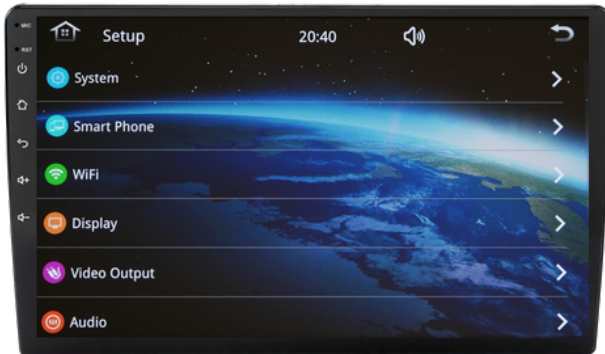 MIC
RST
Setup
20:40
System
Smart Phone
WiFi
Display
Video Output
Audio